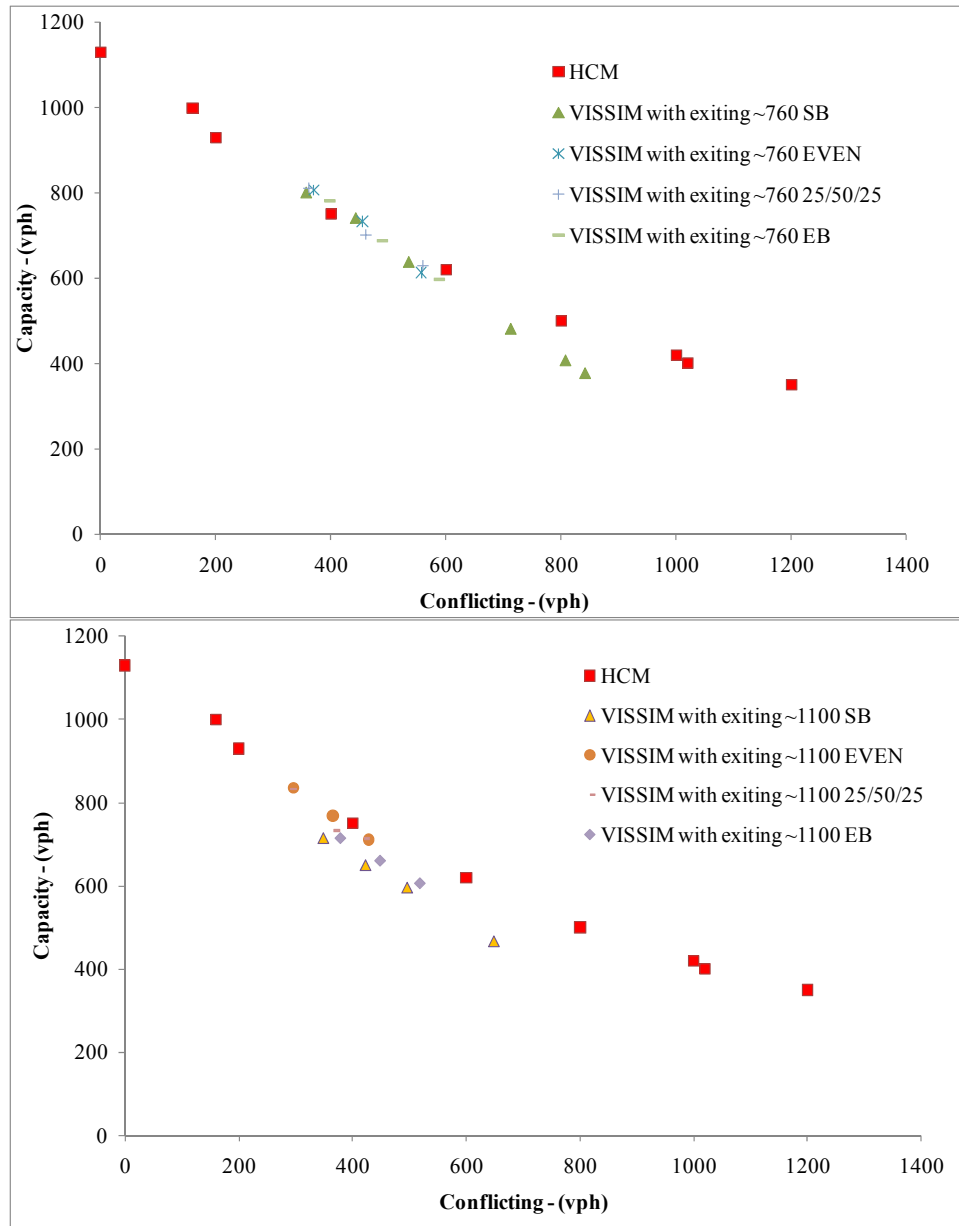 1200
HCM
1000
VISSIM with exiting ~760 SB
VISSIM with exiting ~760 EVEN
800
VISSIM with exiting ~760 25/50/25
VISSIM with exiting ~760 EB
600
400
200
0
Capacity - (vph)
0 200 400 600 800 1000 1200 1400
Conflicting - (vph)
1200
HCM
1000
VISSIM with exiting ~1100 SB
VISSIM with exiting ~1100 EVEN
800
VISSIM with exiting ~1100 25/50/25
VISSIM with exiting ~1100 EB
600
400
200
0
Capacity - (vph)
0 200 400 600 800 1000 1200 1400
Conflicting - (vph)